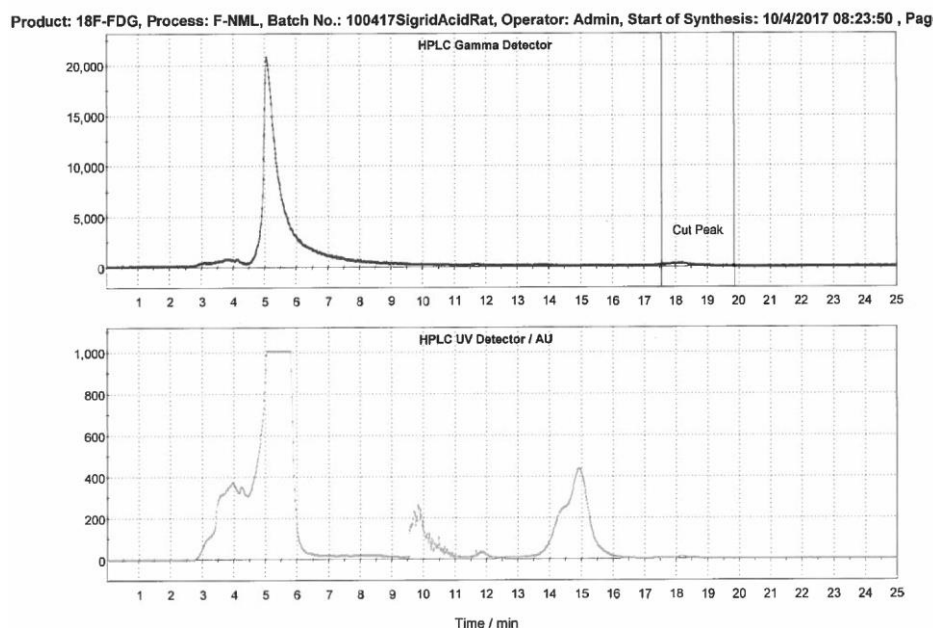 Product: 18F-FDG, Process: F-NML, Batch No.: 100417SigridAcidRat, Operator: Admin, Start of Synthesis: 10/4/2017 08:23:50 , Pag
HPLC Gamma Detector
20,000
15,000
10,000
5,000
0
Cut Peak
1 2 3 4 5 6 7 8 9 10 11 12 13 14 15 16 17 18 19 20 21 22 23 24 25
HPLC UV Detector / AU
1,000
800
600
400
200
0
1 2 3 4 5 6 7 8 9 10 11 12 13 14 15 16 17 18 19 20 21 22 23 24 25
Time / min